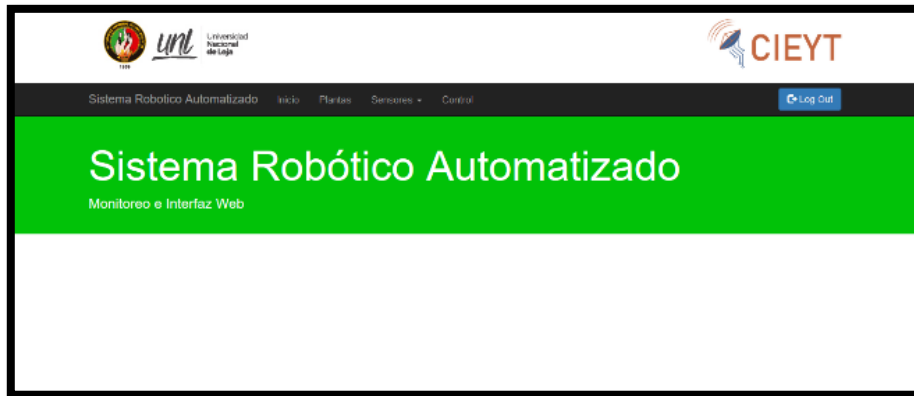 unl Universidad
Nacional
de Loja
1859
CIEYT
Sistema Robotico Automatizado Inicio Plantas Sensores Control Log Out
Sistema Robótico Automatizado
Monitoreo e Interfaz Web